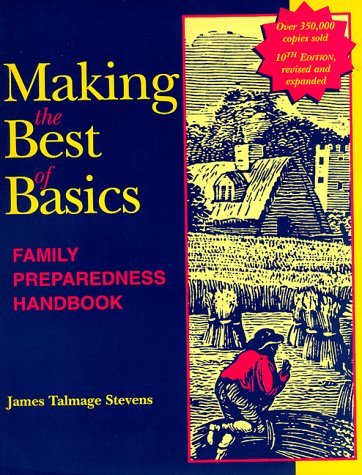 Over 350,000
copies sold
10TH EDITION,
revised and
expanded
Making
the
Best
of
Basics
FAMILY
PREPAREDNESS
HANDBOOK
James Talmage Stevens